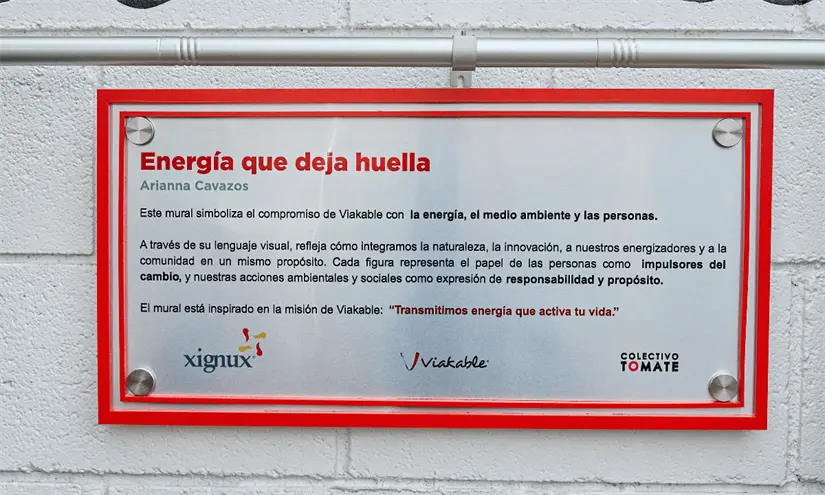 Energía que deja huella
Arianna Cavazos
Este mural simboliza el compromiso de Viakable con la energía, el medio ambiente y las personas.
A través de su lenguaje visual, refleja cómo integramos la naturaleza, la innovación, a nuestros energizadores y a la
comunidad en un mismo propósito. Cada figura representa el papel de las personas como impulsores del
cambio, y nuestras acciones ambientales y sociales como expresión de responsabilidad y propósito.
El mural está inspirado en la misión de Viakable: “Transmitimos energía que activa tu vida.”
xignux
Viakable
COLECTIVO
TOMATE